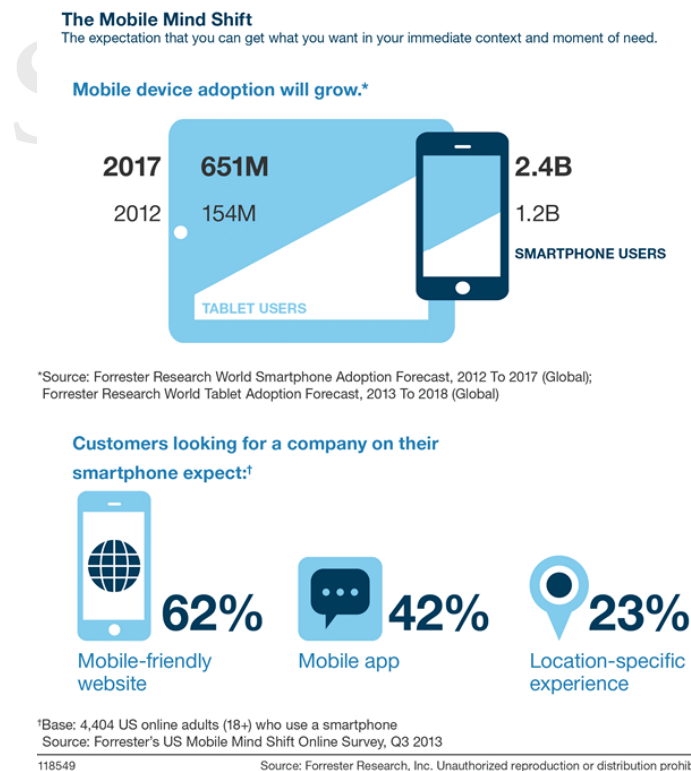 The Mobile Mind Shift
The expectation that you can get what you want in your immediate context and moment of need.
Mobile device adoption will grow.*
2017 651M 2.4B
2012 154M 1.2B
SMARTPHONE USERS
TABLET USERS
*Source: Forrester Research World Smartphone Adoption Forecast, 2012 To 2017 (Global);
Forrester Research World Tablet Adoption Forecast, 2013 To 2018 (Global)
Customers looking for a company on their
smartphone expect:†
62% 42% 23%
Mobile-friendly Mobile app Location-specific
website experience
†Base: 4,404 US online adults (18+) who use a smartphone
Source: Forrester's US Mobile Mind Shift Online Survey, Q3 2013
118549 Source: Forrester Research, Inc. Unauthorized reproduction or distribution prohib